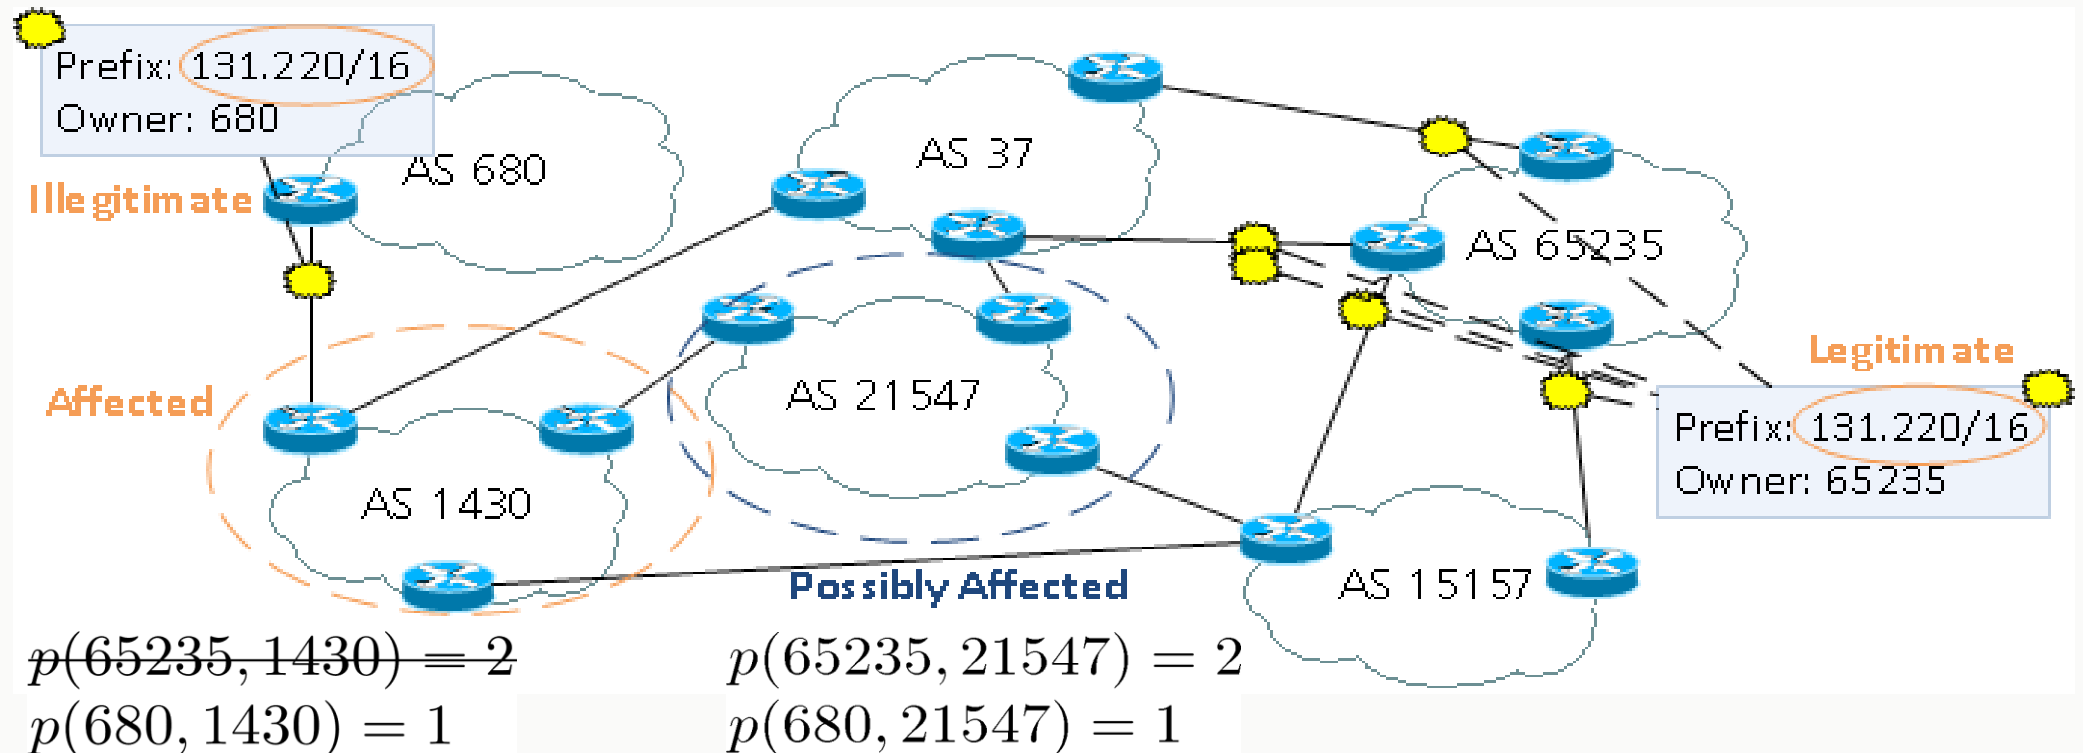 Prefix: 131.220/16
Owner: 680
AS 680
AS 37
Illegitimate
AS 65235
Legitimate
Affected
AS 21547
Prefix: 131.220/16
Owner: 65235
AS 1430
Possibly Affected
AS 15157
p(65235, 1430) = 2
p(680, 1430) = 1
p(65235, 21547) = 2
p(680, 21547) = 1